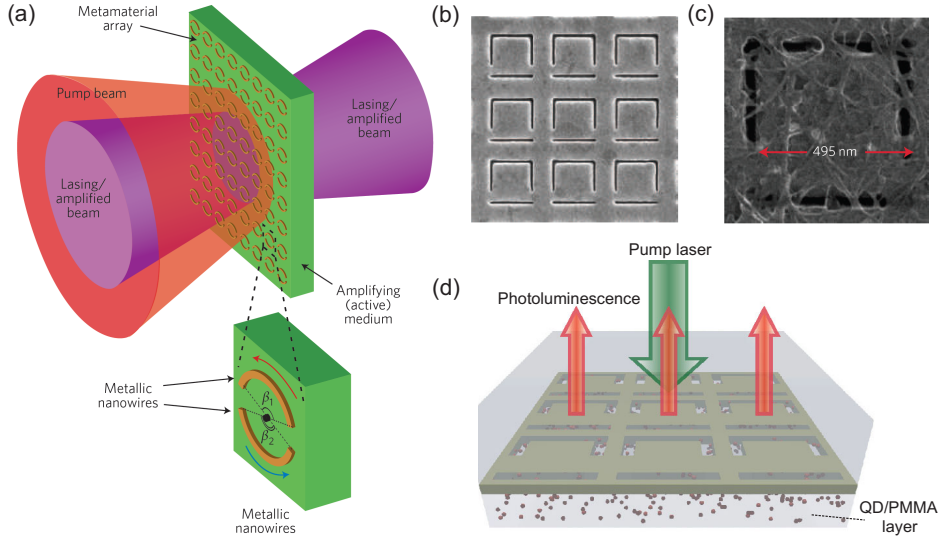 (a)
Metamaterial
array
Pump beam
Lasing/
amplified
beam
Lasing/
amplified
beam
Amplifying
(active)
medium
Metallic
nanowires
β1
β2
Metallic
nanowires
(b)
(c)
495 nm
(d)
Pump laser
Photoluminescence
QD/PMMA
layer